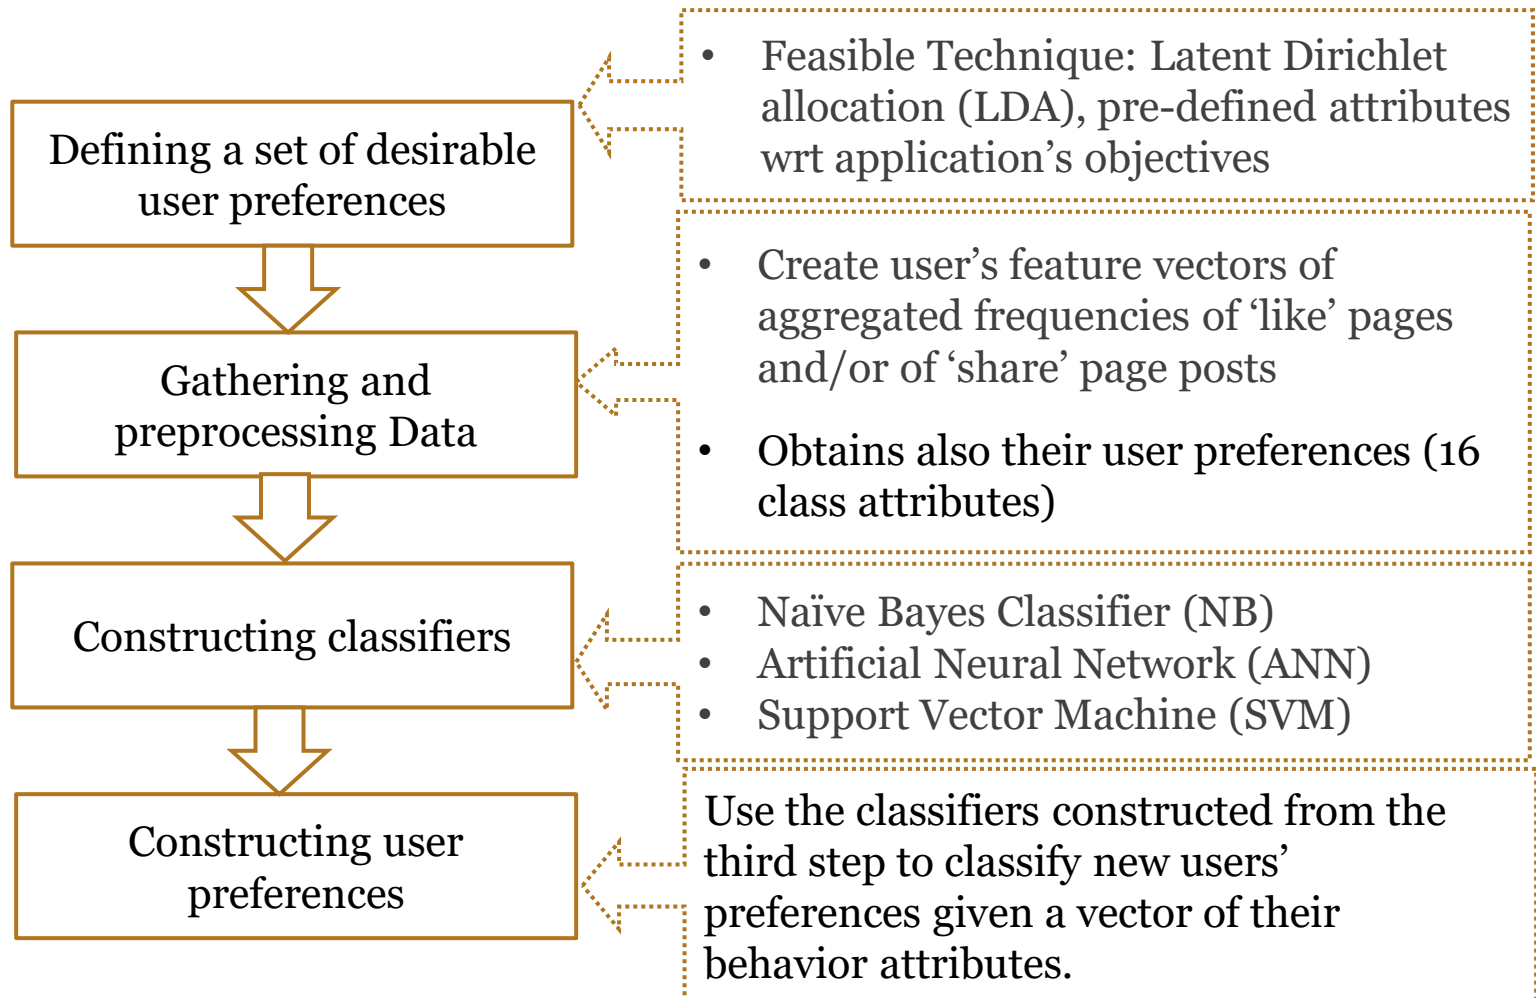 Defining a set of desirable
user preferences
• Feasible Technique: Latent Dirichlet
allocation (LDA), pre-defined attributes
wrt application’s objectives
Gathering and
preprocessing Data
• Create user’s feature vectors of
aggregated frequencies of ‘like’ pages
and/or of ‘share’ page posts
• Obtains also their user preferences (16
class attributes)
Constructing classifiers
• Naïve Bayes Classifier (NB)
• Artificial Neural Network (ANN)
• Support Vector Machine (SVM)
Constructing user
preferences
Use the classifiers constructed from the
third step to classify new users’
preferences given a vector of their
behavior attributes.